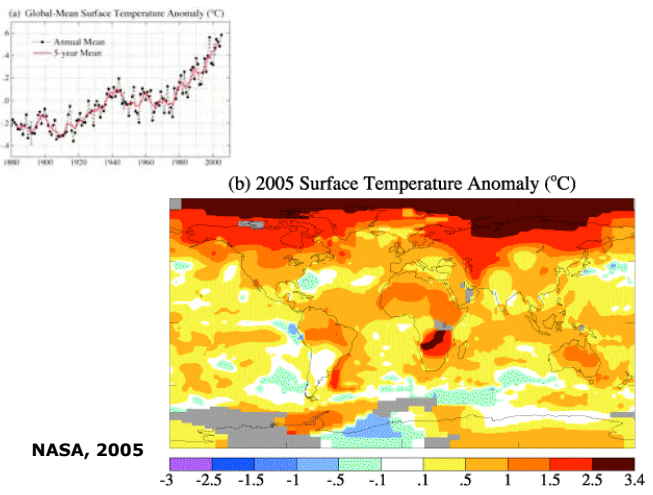 (a) Global-Mean Surface Temperature Anomaly (°C)
Annual Mean
5-year Mean
.6
.4
.2
.0
.2
.4
1880 1900 1920 1940 1960 1980 2000
(b) 2005 Surface Temperature Anomaly (°C)
NASA, 2005
-3 -2.5 -1.5 -1 -.5 -.1 .1 .5 1 1.5 2.5 3.4